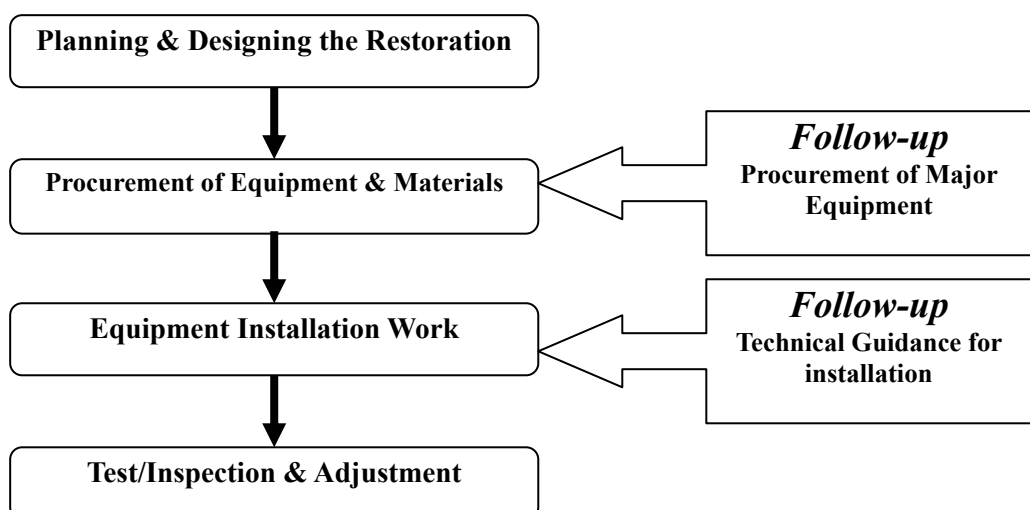 Planning & Designing the Restoration
Procurement of Equipment & Materials
Follow-up
Procurement of Major
Equipment
Equipment Installation Work
Follow-up
Technical Guidance for
installation
Test/Inspection & Adjustment